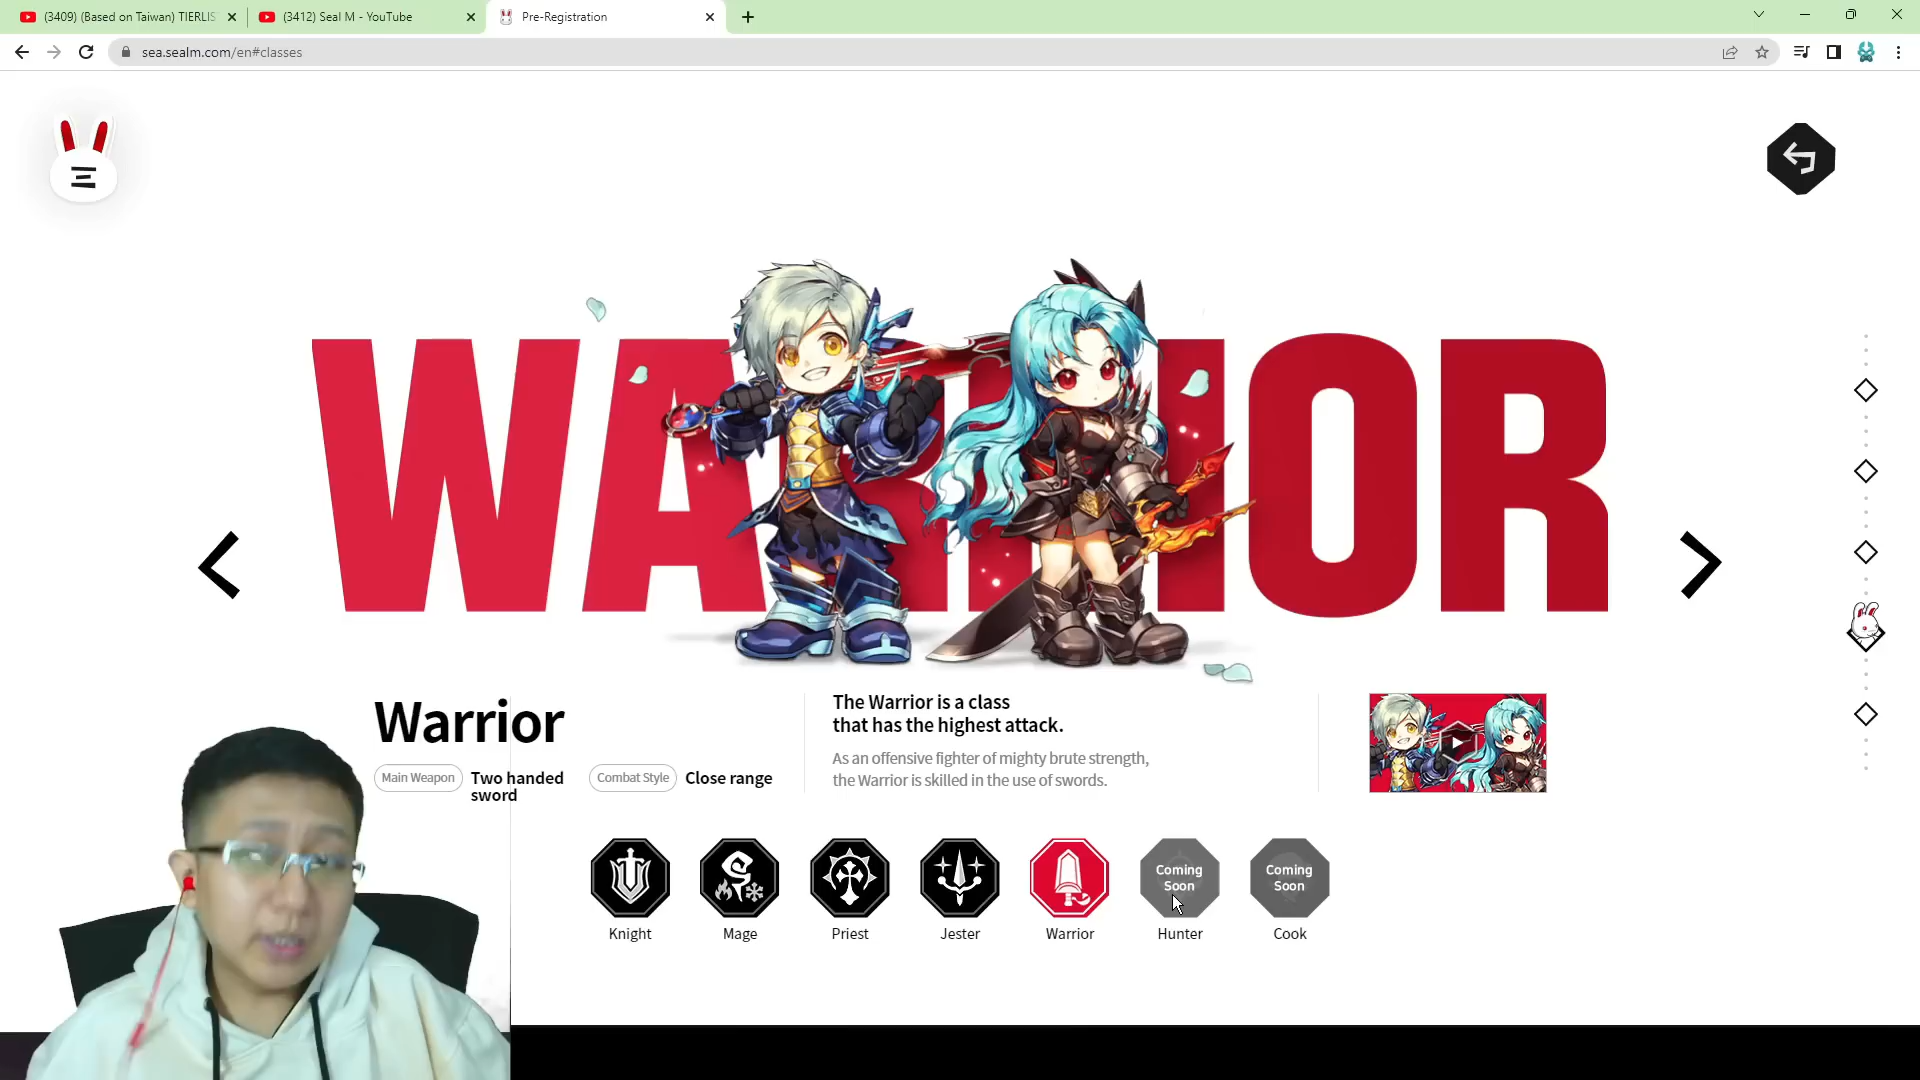 (3409) (Based on Taiwan) TIERLIS
(3412) Seal M - YouTube
Pre-Registration
sea.sealm.com/en#classes
WARRIOR
Warrior
Main Weapon
Two handed
sword
Combat Style
Close range
The Warrior is a class
that has the highest attack.
As an offensive fighter of mighty brute strength,
the Warrior is skilled in the use of swords.
Coming
Soon
Coming
Soon
Knight
Mage
Priest
Jester
Warrior
Hunter
Cook